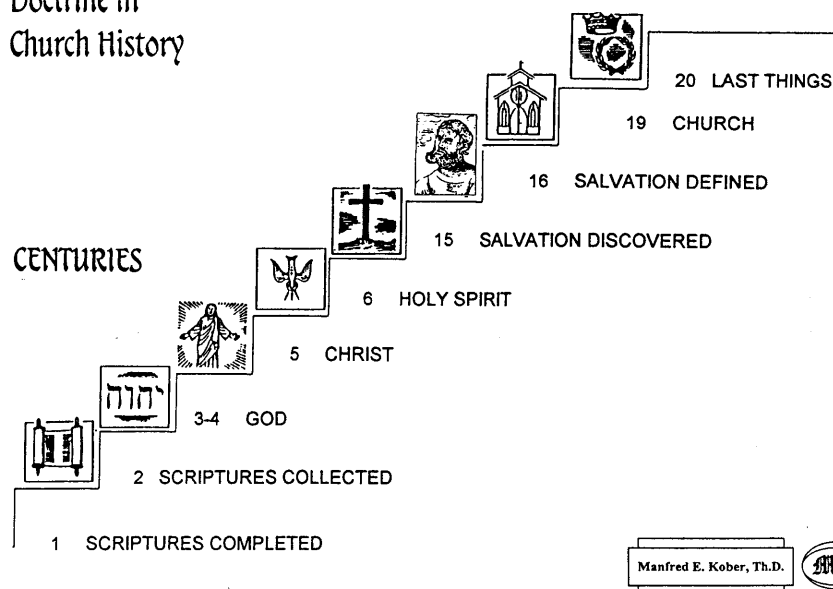 Doctrine in
Church History
20 LAST THINGS
19 CHURCH
16 SALVATION DEFINED
15 SALVATION DISCOVERED
CENTURIES
6 HOLY SPIRIT
5 CHRIST
יהוה
3-4 GOD
2 SCRIPTURES COLLECTED
1 SCRIPTURES COMPLETED
Manfred E. Kober, Th.D.